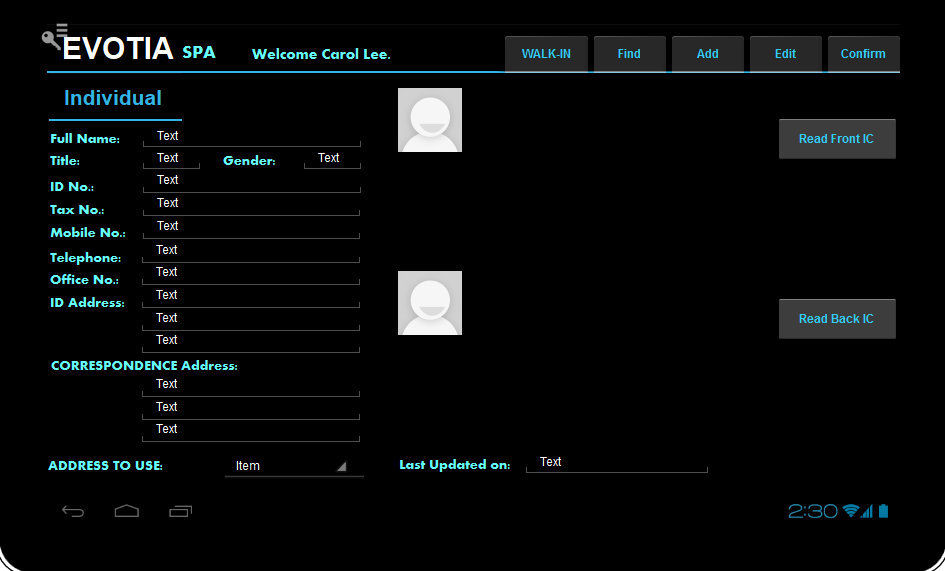 EVOTIA SPA Welcome Carol Lee. WALK-IN Find Add Edit Confirm
Individual
Full Name: Text
Title: Text Gender: Text
ID No.: Text
Tax No.: Text
Mobile No.: Text
Telephone: Text
Office No.: Text
ID Address: Text
Text
Text
CORRESPONDENCE Address:
Text
Text
Text
ADDRESS TO USE: Item
Read Front IC
Read Back IC
Last Updated on: Text
2:30